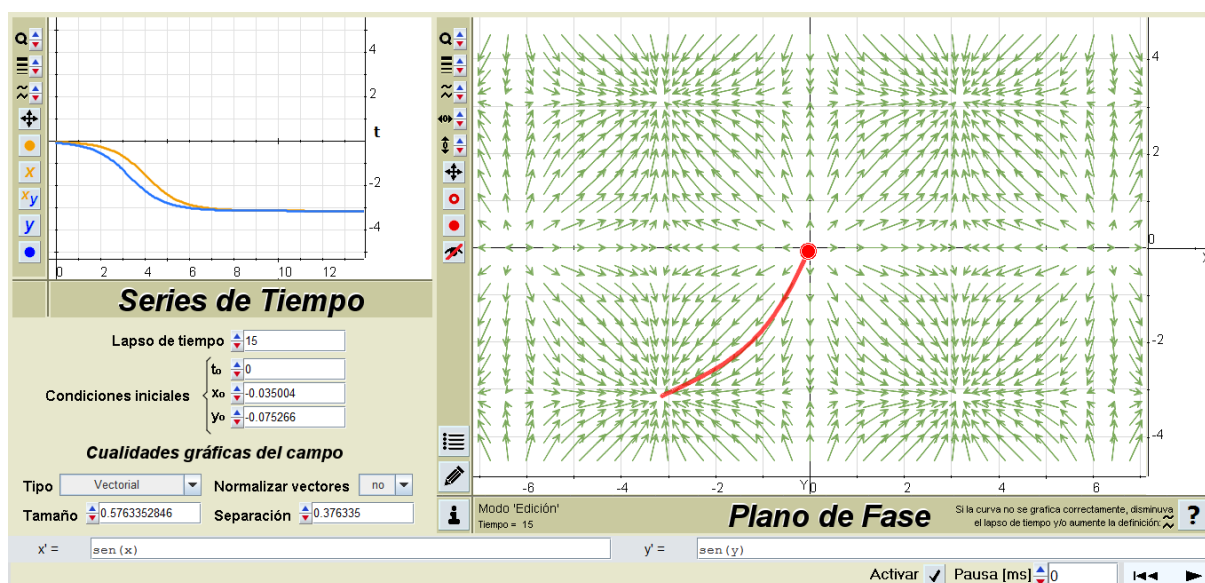 4
2
t
-2
-4
0 2 4 6 8 10 12
x
xy
y
Series de Tiempo
Lapso de tiempo 15
Condiciones iniciales
to 0
xo -0.035004
yo -0.075266
Cualidades gráficas del campo
Tipo Vectorial Normalizar vectores no
Tamaño 0.5763352846 Separación 0.376335
4
2
0
X
-2
-4
-6 -4 -2 Y 0 2 4 6
Modo 'Edición'
Tiempo = 15
Plano de Fase
Si la curva no se grafica correctamente, disminuya
el lapso de tiempo y/o aumente la definición:
?
x' = sen(x) y' = sen(y)
Activar Pausa [ms] 0